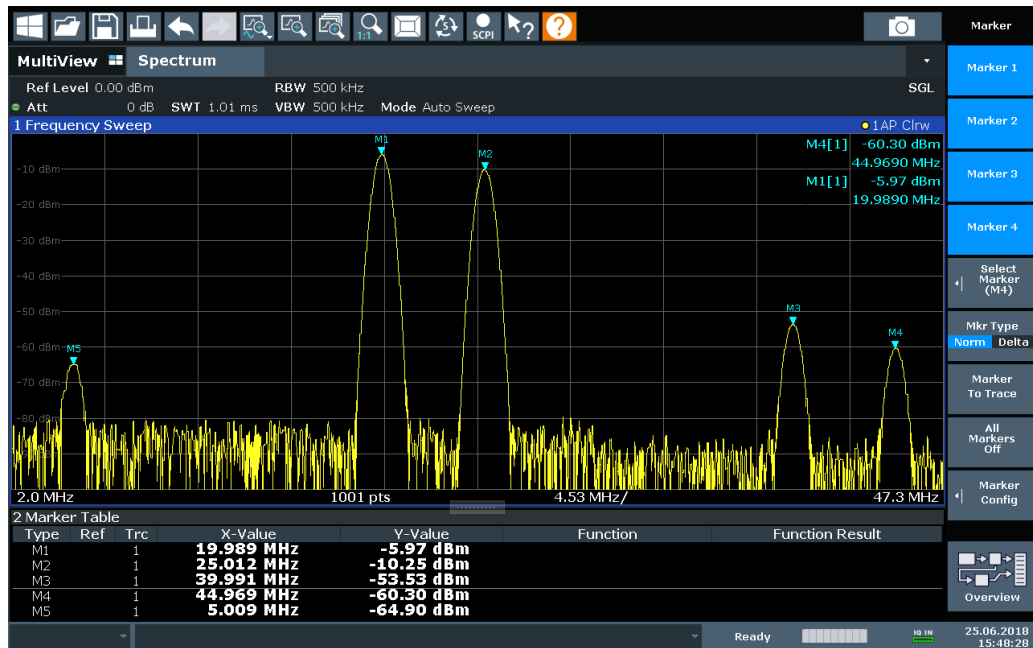 1:1 SCPI ? ? Marker
MultiView Spectrum
Ref Level 0.00 dBm RBW 500 kHz SGL
Att 0 dB SWT 1.01 ms VBW 500 kHz Mode Auto Sweep
1 Frequency Sweep 1AP Clrw
M4[1] -60.30 dBm
44.9690 MHz
M1[1] -5.97 dBm
19.9890 MHz
M1
M2
M3
M4
M5
-10 dBm
-20 dBm
-30 dBm
-40 dBm
-50 dBm
-60 dBm
-70 dBm
-80 dBm
2.0 MHz 1001 pts 4.53 MHz/ 47.3 MHz
2 Marker Table
Type Ref Trc X-Value Y-Value Function Function Result
M1 1 19.989 MHz -5.97 dBm
M2 1 25.012 MHz -10.25 dBm
M3 1 39.991 MHz -53.53 dBm
M4 1 44.969 MHz -60.30 dBm
M5 1 5.009 MHz -64.90 dBm
Marker 1
Marker 2
Marker 3
Marker 4
Select
Marker
(M4)
Mkr Type
Norm Delta
Marker
To Trace
All
Markers
Off
Marker
Config
Overview
Ready IQ IN 25.06.2018
15:48:28